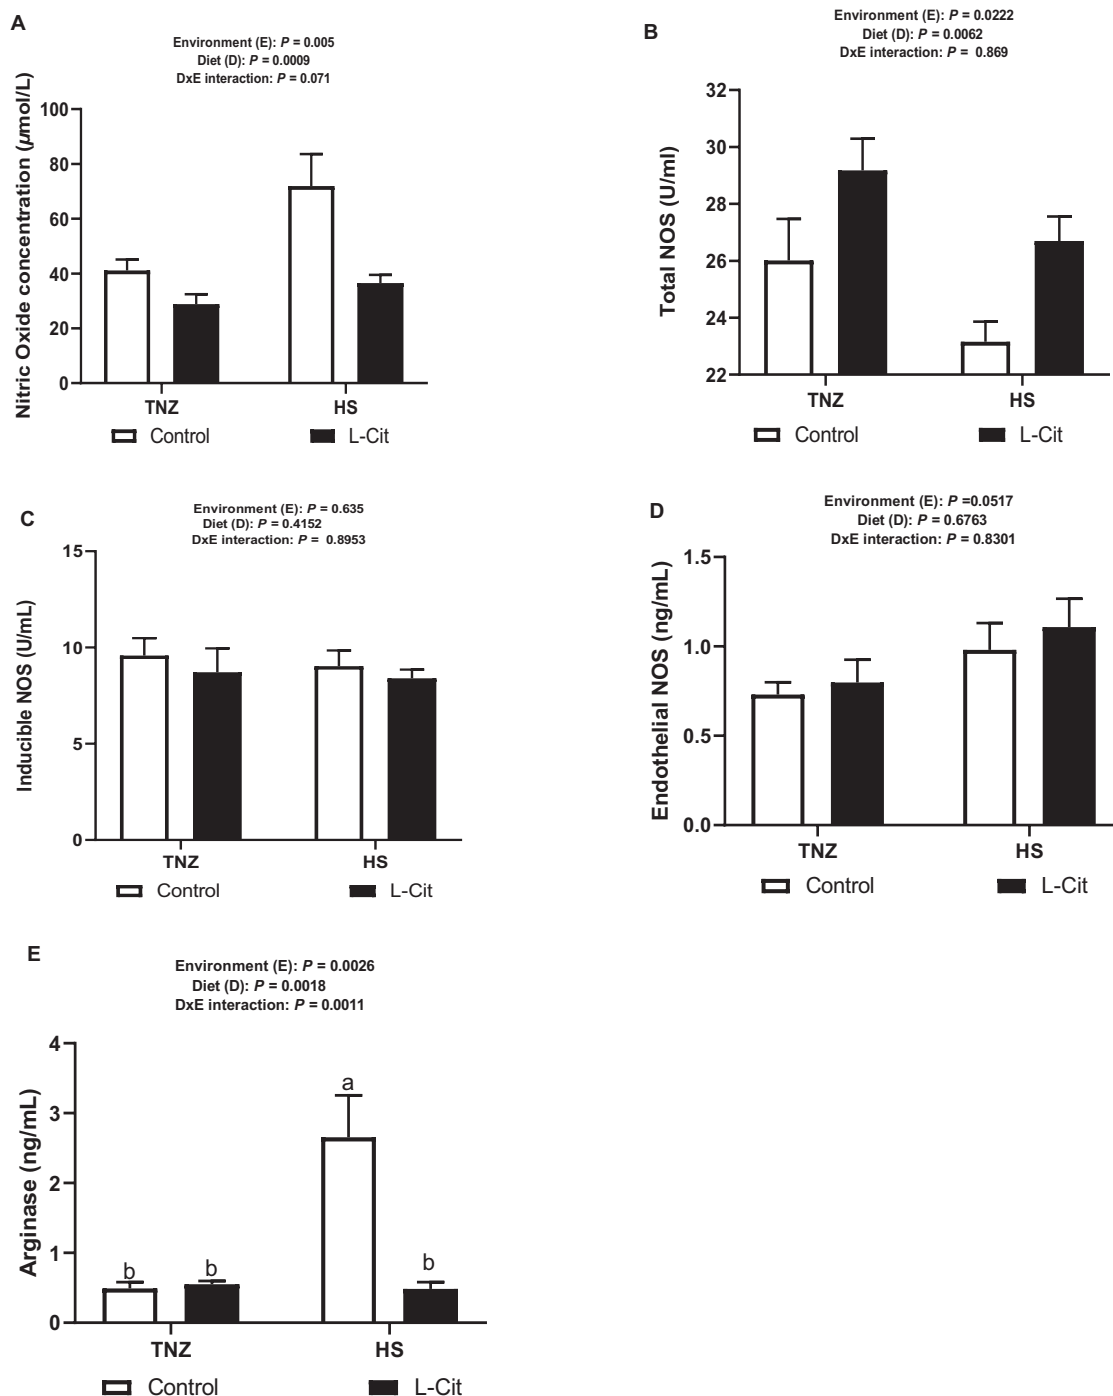 A
Environment (E): P = 0.005
Diet (D): P = 0.0009
DxE interaction: P = 0.071
Nitric Oxide concentration (µmol/L)
100
80
60
40
20
0
TNZ
HS
Control
L-Cit
B
Environment (E): P = 0.0222
Diet (D): P = 0.0062
DxE interaction: P = 0.869
Total NOS (U/ml)
32
30
28
26
24
22
TNZ
HS
Control
L-Cit
C
Environment (E): P = 0.635
Diet (D): P = 0.4152
DxE interaction: P = 0.8953
Inducible NOS (U/mL)
15
10
5
0
TNZ
HS
Control
L-Cit
D
Environment (E): P =0.0517
Diet (D): P = 0.6763
DxE interaction: P = 0.8301
Endothelial NOS (ng/mL)
1.5
1.0
0.5
0.0
TNZ
HS
Control
L-Cit
E
Environment (E): P = 0.0026
Diet (D): P = 0.0018
DxE interaction: P = 0.0011
Arginase (ng/mL)
4
3
2
1
0
b
b
a
b
TNZ
HS
Control
L-Cit